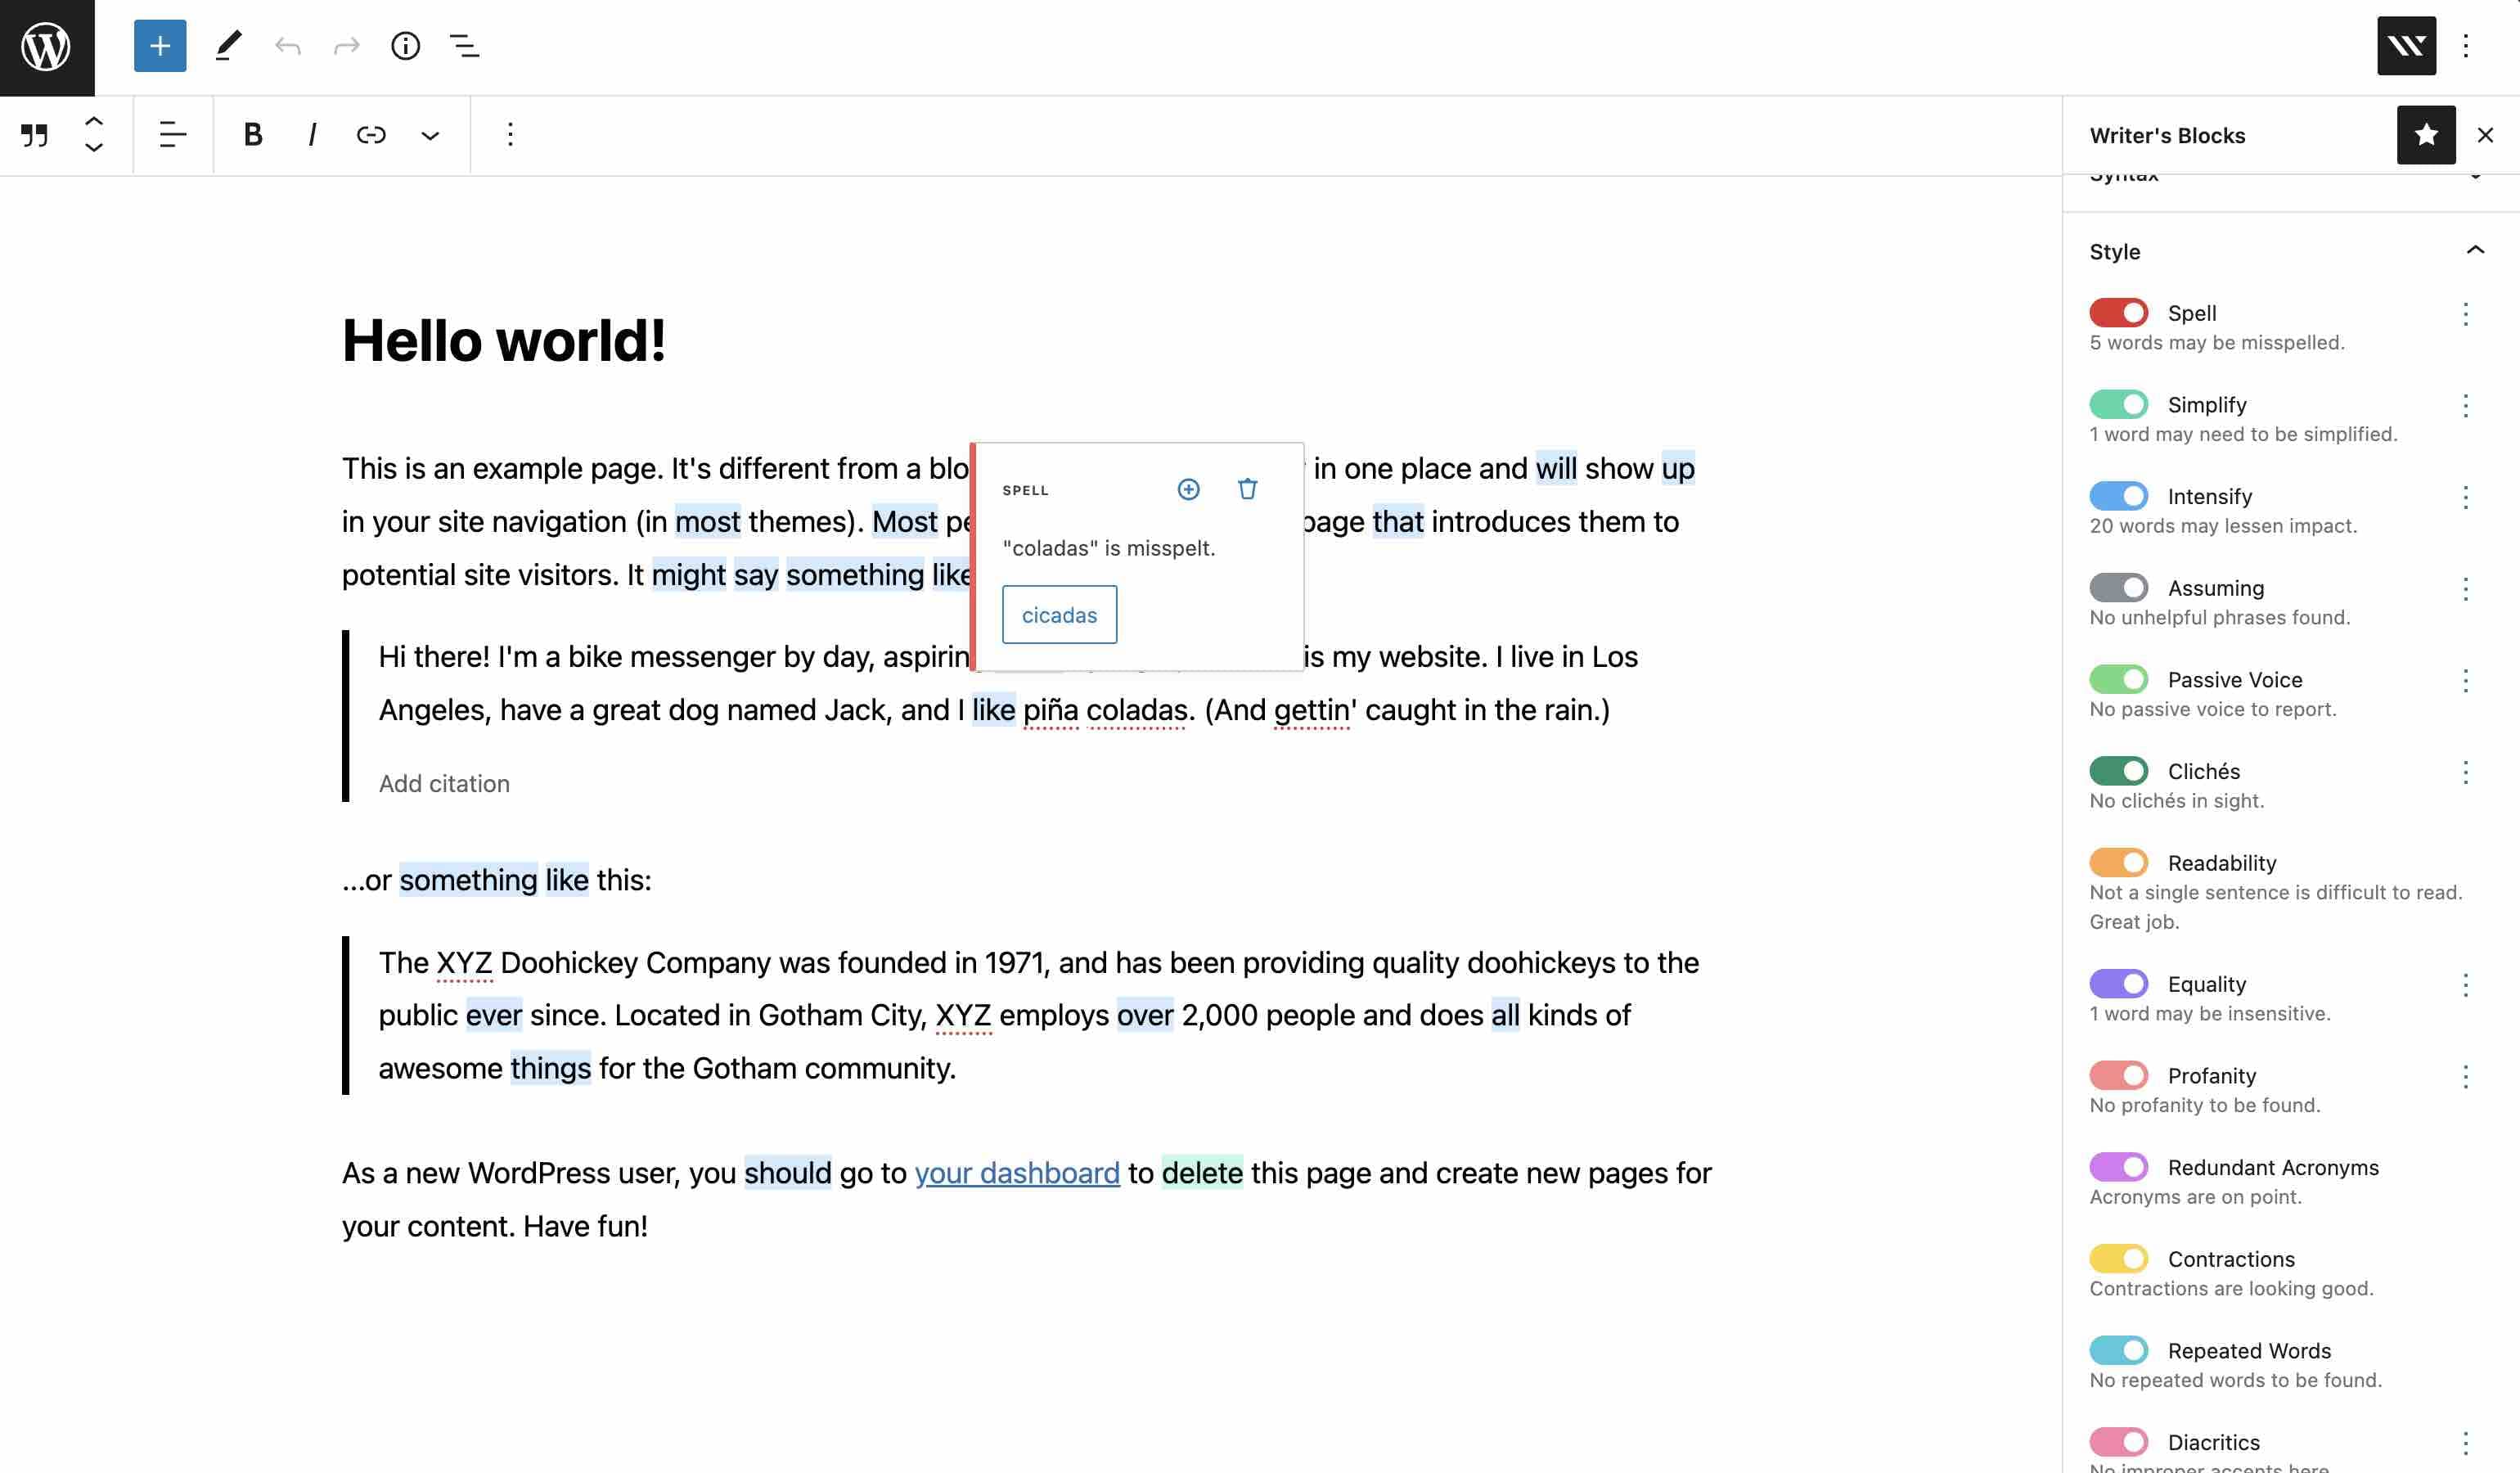 Writer's Blocks
Syntax
Style
Hello world!
This is an example page. It's different from a blo in one place and will show up
in your site navigation (in most themes). Most pe page that introduces them to
potential site visitors. It might say something like
SPELL
"coladas" is misspelt.
cicadas
Hi there! I'm a bike messenger by day, aspirin is my website. I live in Los
Angeles, have a great dog named Jack, and I like piña coladas. (And gettin' caught in the rain.)
Add citation
...or something like this:
The XYZ Doohickey Company was founded in 1971, and has been providing quality doohickeys to the
public ever since. Located in Gotham City, XYZ employs over 2,000 people and does all kinds of
awesome things for the Gotham community.
As a new WordPress user, you should go to your dashboard to delete this page and create new pages for
your content. Have fun!
Spell
5 words may be misspelled.
Simplify
1 word may need to be simplified.
Intensify
20 words may lessen impact.
Assuming
No unhelpful phrases found.
Passive Voice
No passive voice to report.
Clichés
No clichés in sight.
Readability
Not a single sentence is difficult to read.
Great job.
Equality
1 word may be insensitive.
Profanity
No profanity to be found.
Redundant Acronyms
Acronyms are on point.
Contractions
Contractions are looking good.
Repeated Words
No repeated words to be found.
Diacritics
No improper accents here.